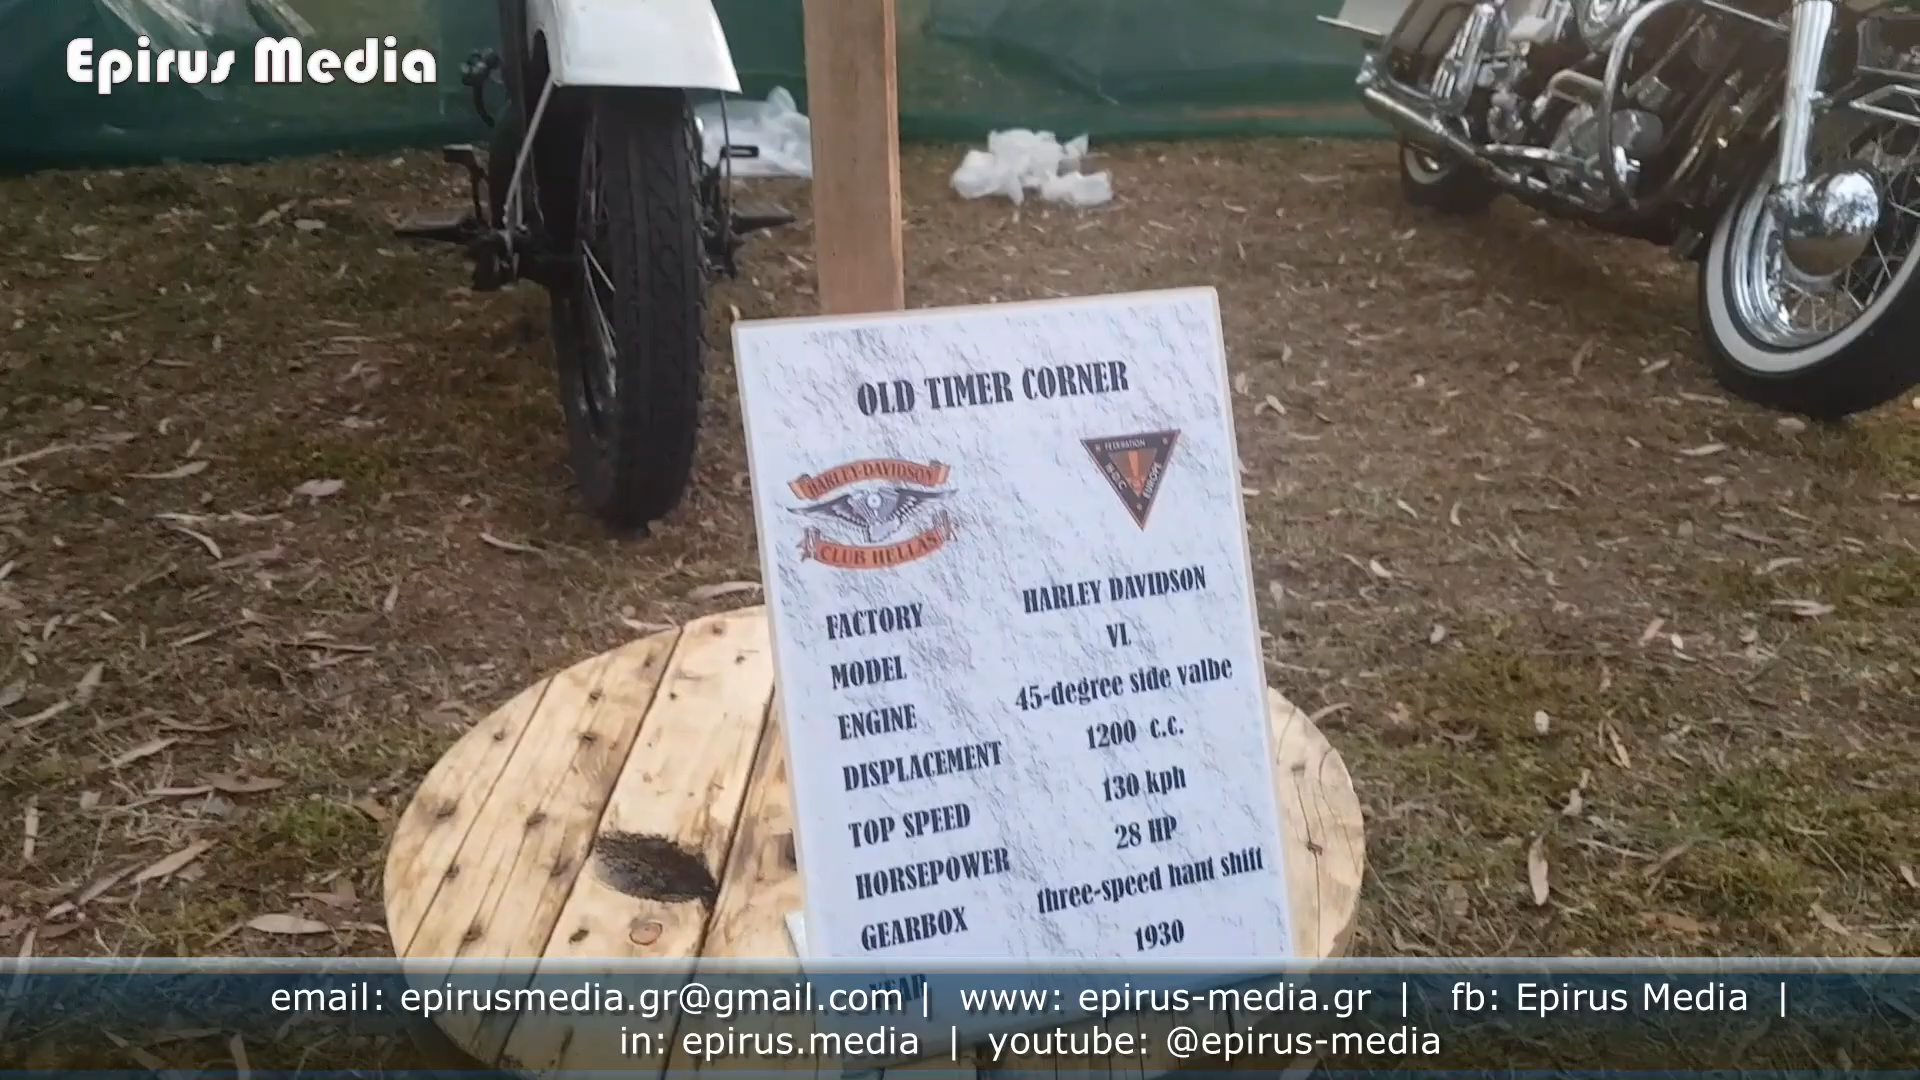 Epirus Media
OLD TIMER CORNER
HARLEY-DAVIDSON
CLUB HELLAS
FEDERATION
H-D.C
EUROPE
FACTORY HARLEY DAVIDSON
MODEL VL
ENGINE 45-degree side valbe
DISPLACEMENT 1200 c.c.
TOP SPEED 130 kph
HORSEPOWER 28 HP
GEARBOX three-speed hant shift
YEAR 1930
email: epirusmedia.gr@gmail.com | www: epirus-media.gr | fb: Epirus Media |
in: epirus.media | youtube: @epirus-media